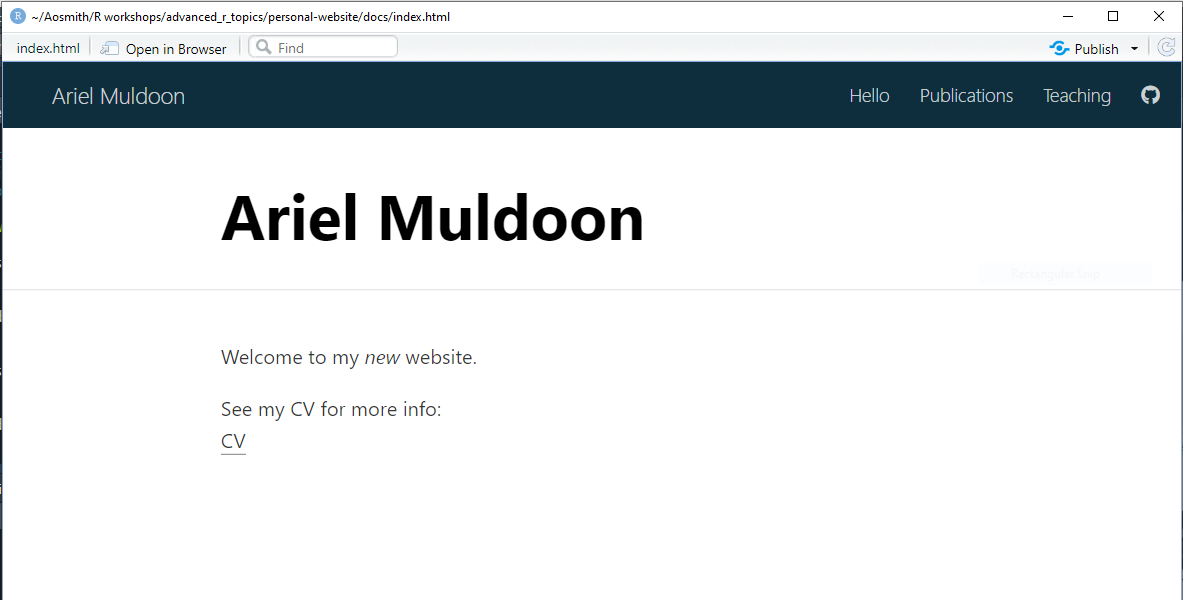 R ~/Aosmith/R workshops/advanced_r_topics/personal-website/docs/index.html
index.html Open in Browser Find Publish
Ariel Muldoon Hello Publications Teaching
Ariel Muldoon
Rectangular Snip
Welcome to my new website.
See my CV for more info:
CV